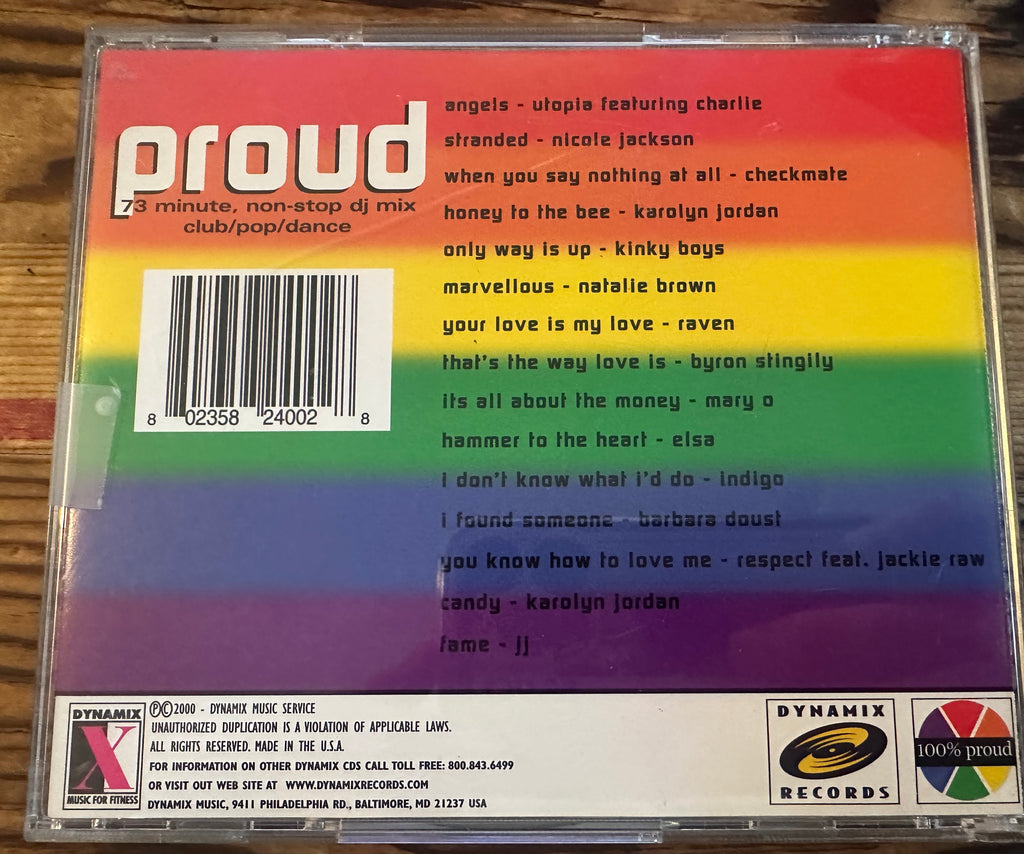 proud
73 minute, non-stop dj mix
club/pop/dance
8 02358 24002 8
angels - utopia featuring charlie
stranded - nicole jackson
when you say nothing at all - checkmate
honey to the bee - karolyn jordan
only way is up - kinky boys
marvellous - natalie brown
your love is my love - raven
that's the way love is - byron stingily
its all about the money - mary o
hammer to the heart - elsa
i don't know what i'd do - indigo
i found someone - barbara doust
you know how to love me - respect feat. jackie raw
candy - karolyn jordan
fame - jj
DYNAMIX
X
MUSIC FOR FITNESS
Ⓟ©2000 - DYNAMIX MUSIC SERVICE
UNAUTHORIZED DUPLICATION IS A VIOLATION OF APPLICABLE LAWS.
ALL RIGHTS RESERVED. MADE IN THE U.S.A.
FOR INFORMATION ON OTHER DYNAMIX CDS CALL TOLL FREE: 800.843.6499
OR VISIT OUT WEB SITE AT WWW.DYNAMIXRECORDS.COM
DYNAMIX MUSIC, 9411 PHILADELPHIA RD., BALTIMORE, MD 21237 USA
DYNAMIX
RECORDS
100% proud